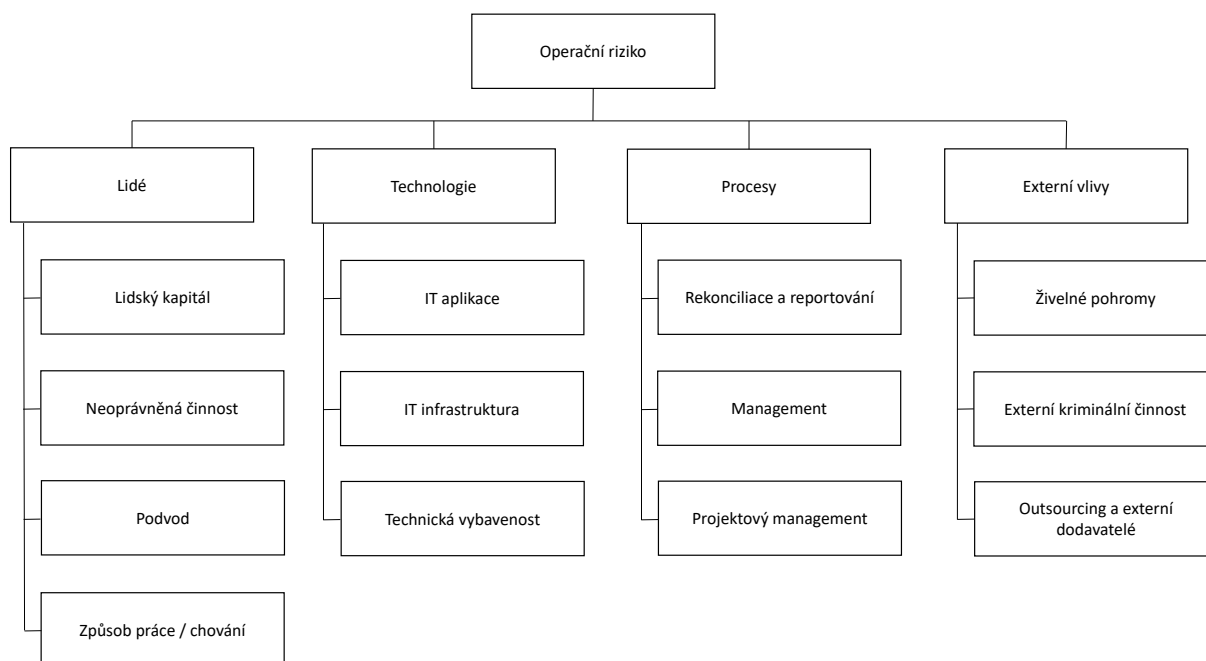 Operační riziko
Lidé
Technologie
Procesy
Externí vlivy
Lidský kapitál
IT aplikace
Rekonciliace a reportování
Živelné pohromy
Neoprávněná činnost
IT infrastruktura
Management
Externí kriminální činnost
Podvod
Technická vybavenost
Projektový management
Outsourcing a externí
dodavatelé
Způsob práce / chování